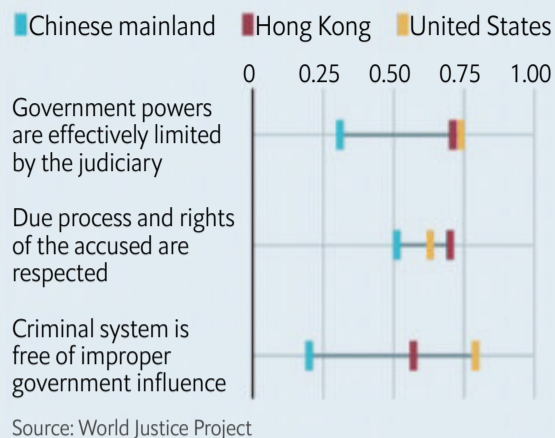 Chinese mainland Hong Kong United States
0 0.25 0.50 0.75 1.00
Government powers
are effectively limited
by the judiciary
Due process and rights
of the accused are
respected
Criminal system is
free of improper
government influence
Source: World Justice Project